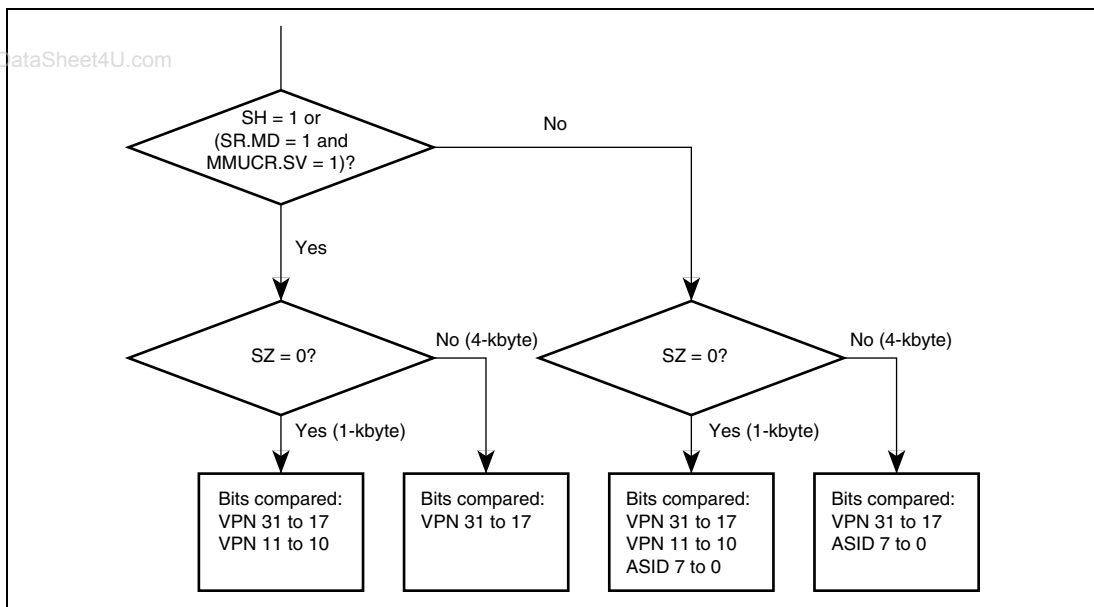 DataSheet4U.com
SH = 1 or
(SR.MD = 1 and
MMUCR.SV = 1)?
No
Yes
SZ = 0?
No (4-kbyte)
SZ = 0?
No (4-kbyte)
Yes (1-kbyte)
Yes (1-kbyte)
Bits compared:
VPN 31 to 17
VPN 11 to 10
Bits compared:
VPN 31 to 17
Bits compared:
VPN 31 to 17
VPN 11 to 10
ASID 7 to 0
Bits compared:
VPN 31 to 17
ASID 7 to 0